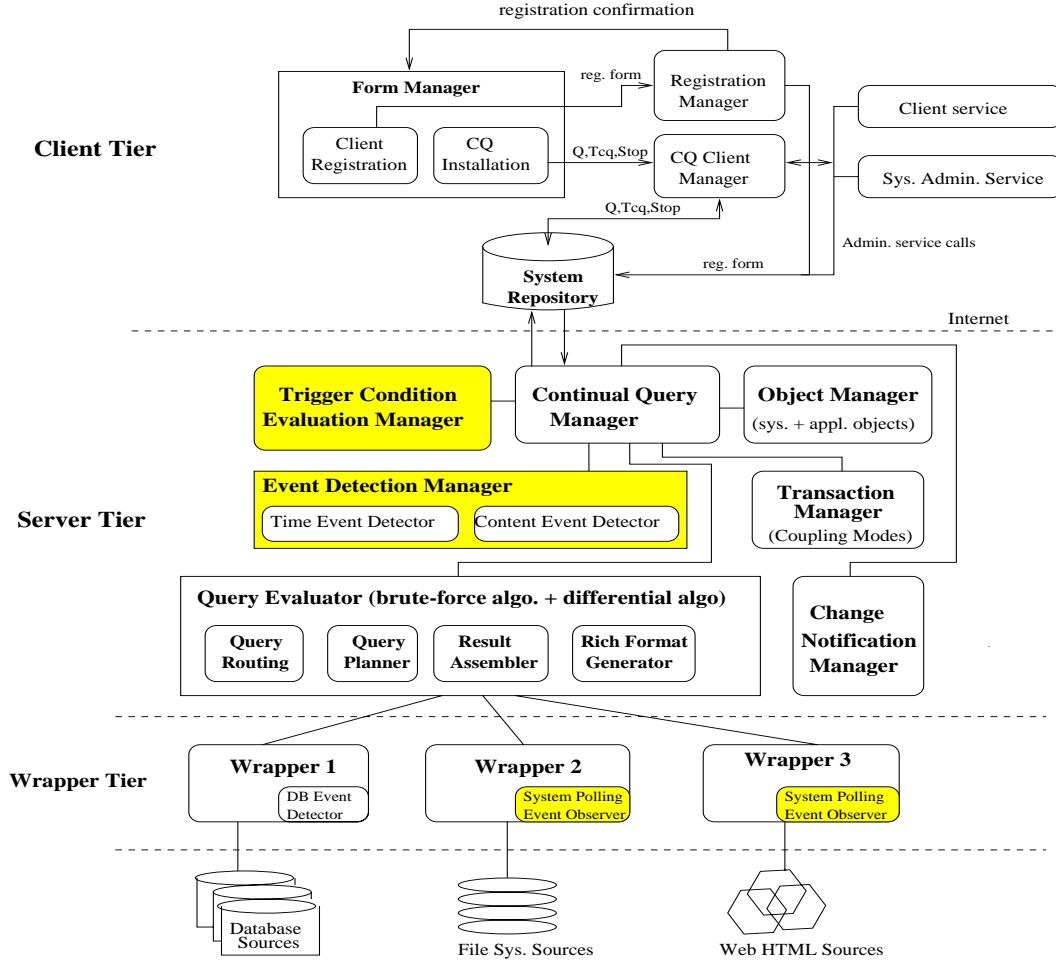 registration confirmation
Form Manager
reg. form
Registration
Manager
Client service
Client Tier
Client
Registration
CQ
Installation
Q,Tcq,Stop
CQ Client
Manager
Sys. Admin. Service
Q,Tcq,Stop
Admin. service calls
reg. form
System
Repository
Internet
Trigger Condition
Evaluation Manager
Continual Query
Manager
Object Manager
(sys. + appl. objects)
Server Tier
Event Detection Manager
Time Event Detector
Content Event Detector
Transaction
Manager
(Coupling Modes)
Query Evaluator (brute-force algo. + differential algo)
Query
Routing
Query
Planner
Result
Assembler
Rich Format
Generator
Change
Notification
Manager
Wrapper Tier
Wrapper 1
DB Event
Detector
Wrapper 2
System Polling
Event Observer
Wrapper 3
System Polling
Event Observer
Database
Sources
File Sys. Sources
Web HTML Sources